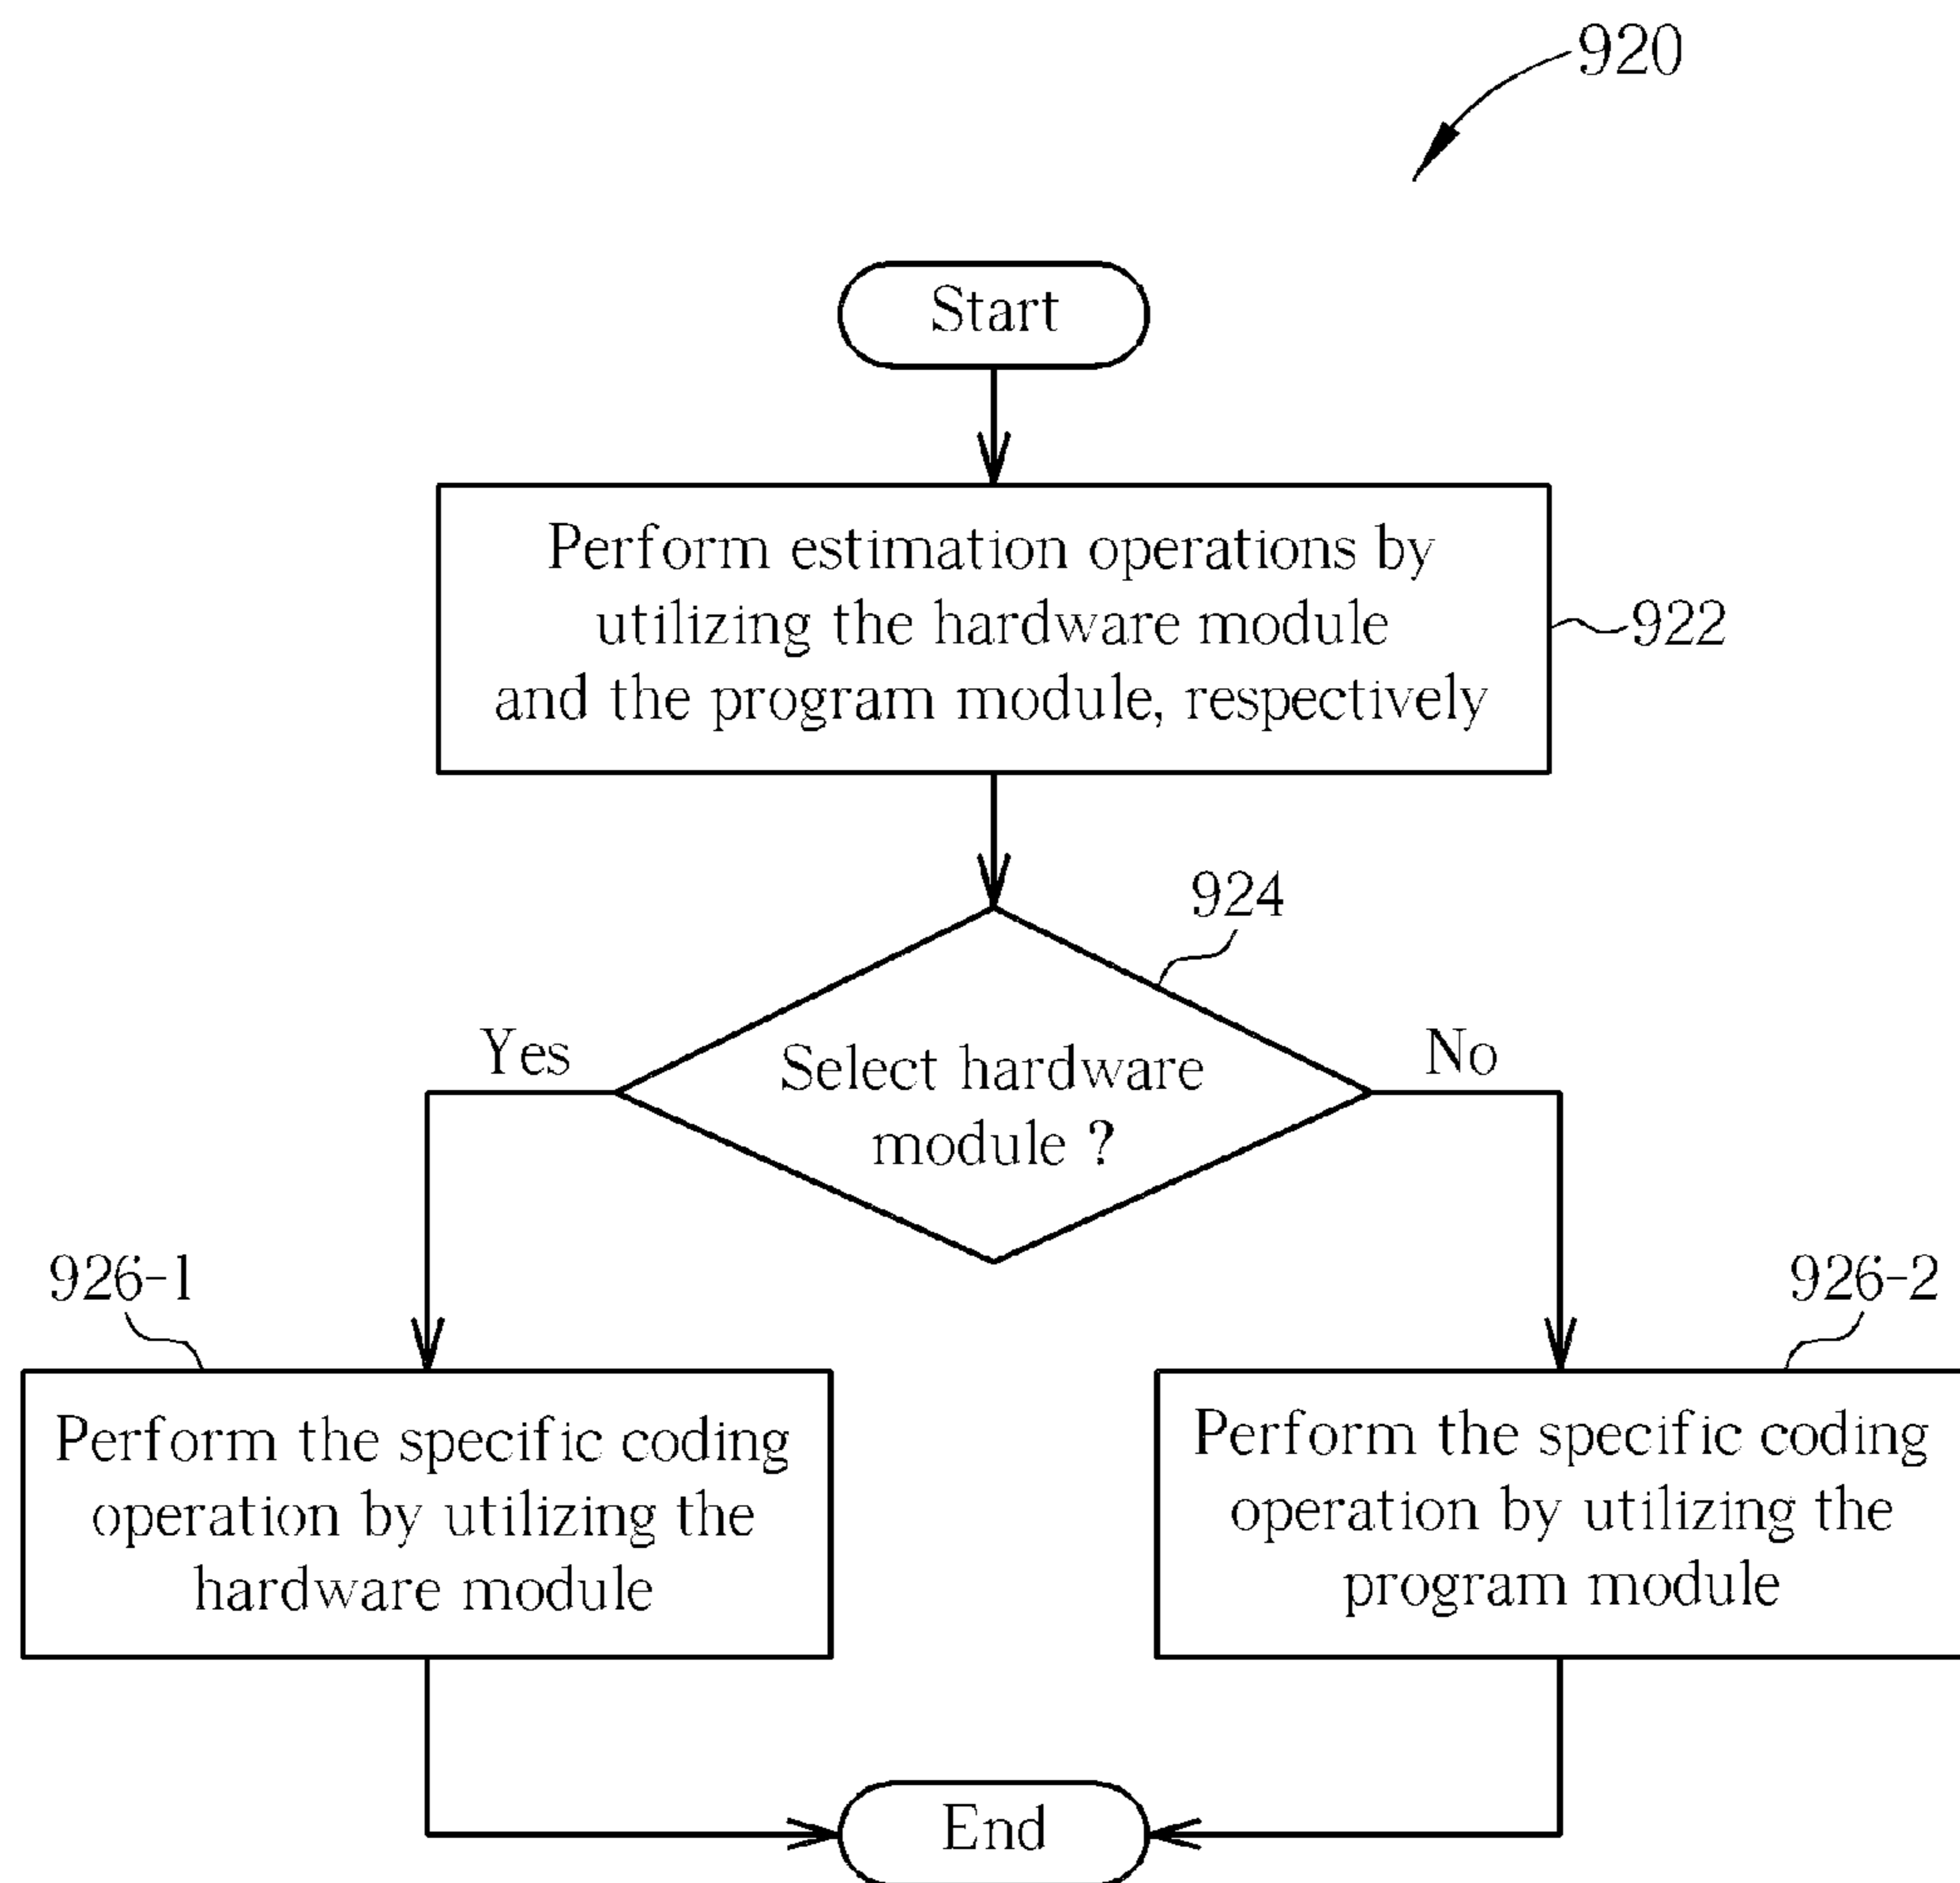 920
Start
Perform estimation operations by
utilizing the hardware module
and the program module, respectively
922
924
Yes
No
Select hardware
module ?
926-1
926-2
Perform the specific coding
operation by utilizing the
hardware module
Perform the specific coding
operation by utilizing the
program module
End